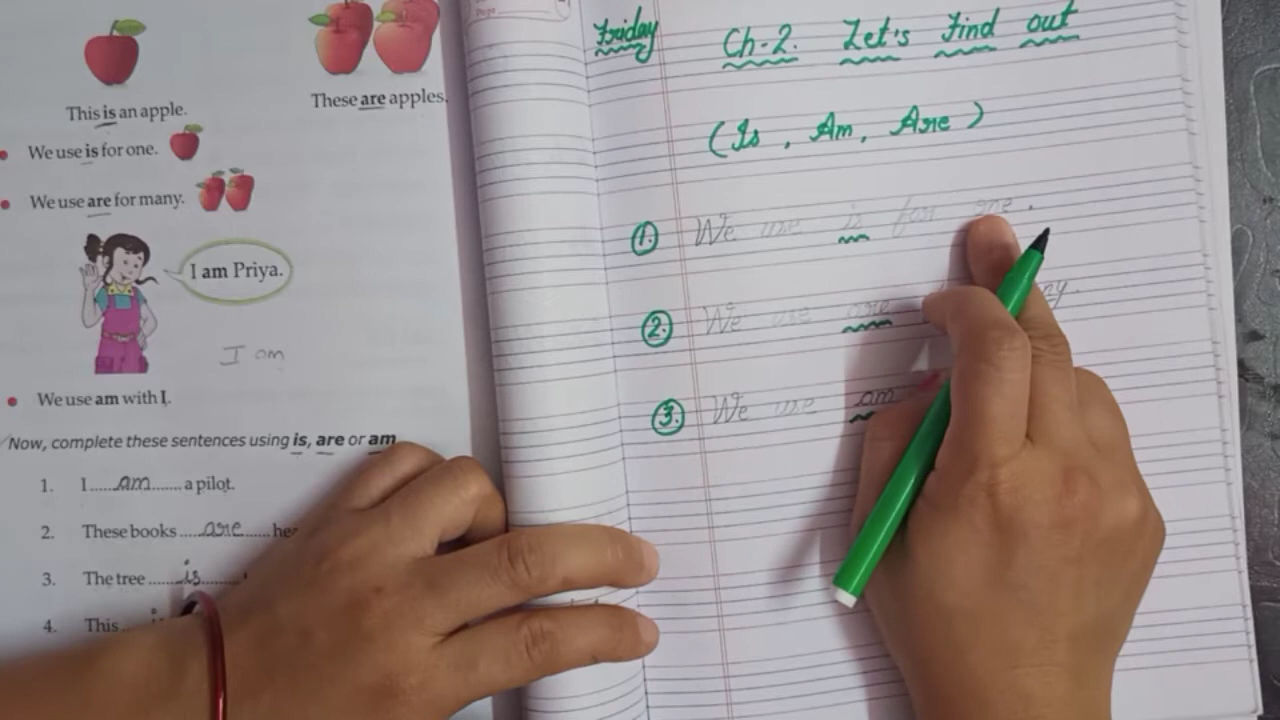 This is an apple.
These are apples.
We use is for one.
We use are for many.
I am Priya.
I am
We use am with I.
Now, complete these sentences using is, are or am
1. I am a pilot.
2. These books are
3. The tree is
4. This
Friday
Ch-2. Let's Find out
(Is, Am, Are)
1. We use is for one.
2. We use are
3. We use am